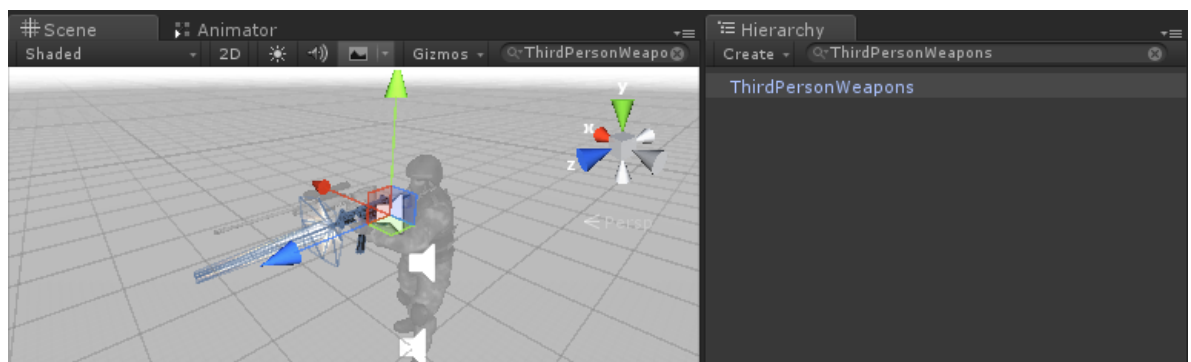 Scene
Animator
Shaded
2D
Gizmos
ThirdPersonWeapo
y
x
z
Persp
Hierarchy
Create
ThirdPersonWeapons
ThirdPersonWeapons